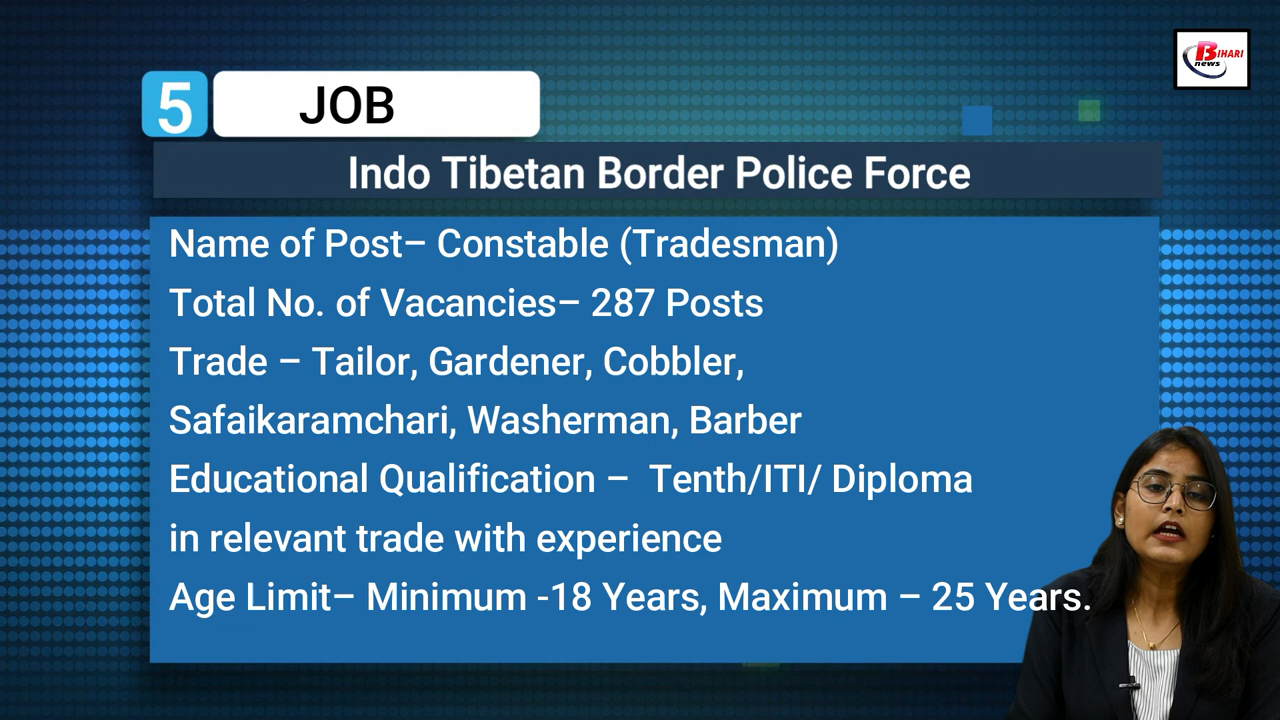 BIHARI
news
5 JOB
Indo Tibetan Border Police Force
Name of Post– Constable (Tradesman)
Total No. of Vacancies– 287 Posts
Trade – Tailor, Gardener, Cobbler,
Safaikaramchari, Washerman, Barber
Educational Qualification – Tenth/ITI/ Diploma
in relevant trade with experience
Age Limit– Minimum -18 Years, Maximum – 25 Years.